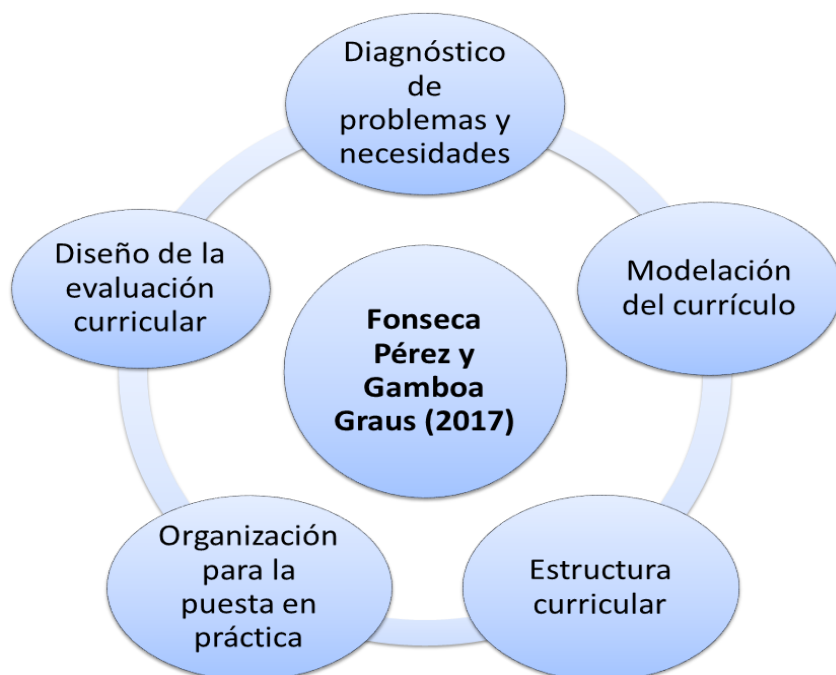 Diagnóstico
de
problemas y
necesidades
Modelación
del currículo
Estructura
curricular
Organización
para la
puesta en
práctica
Diseño de la
evaluación
curricular
Fonseca
Pérez y
Gamboa
Graus (2017)